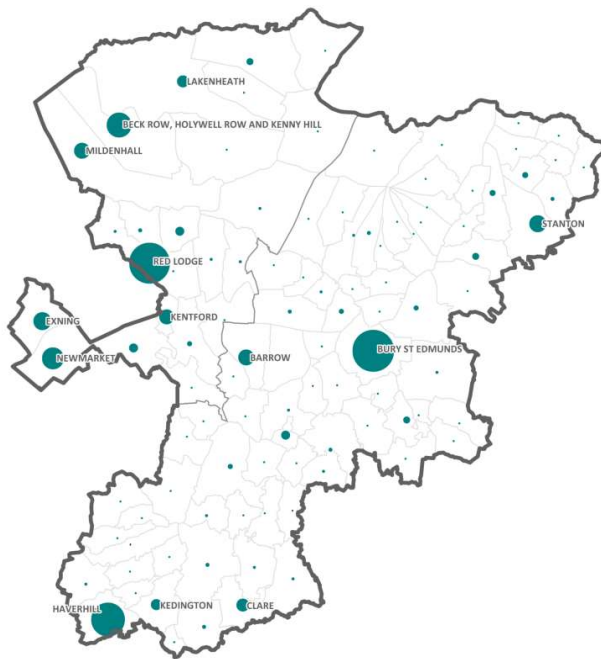 LAKENHEATH
BECK ROW, HOLYWELL ROW AND KENNY HILL
MILDENHALL
STANTON
RED LODGE
EXNING
KENTFORD
NEWMARKET
BARROW
BURY ST EDMUNDS
HAVERHILL
KEDINGTON
CLARE